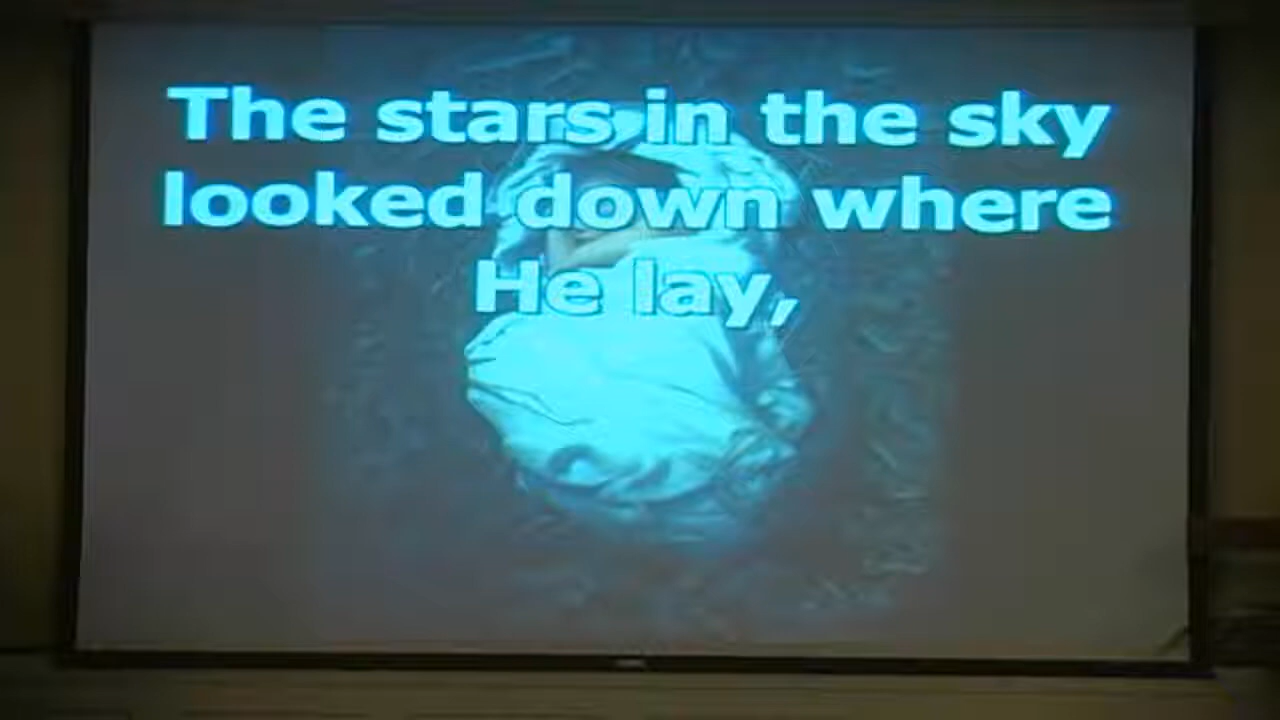 The stars in the sky
looked down where
He lay,